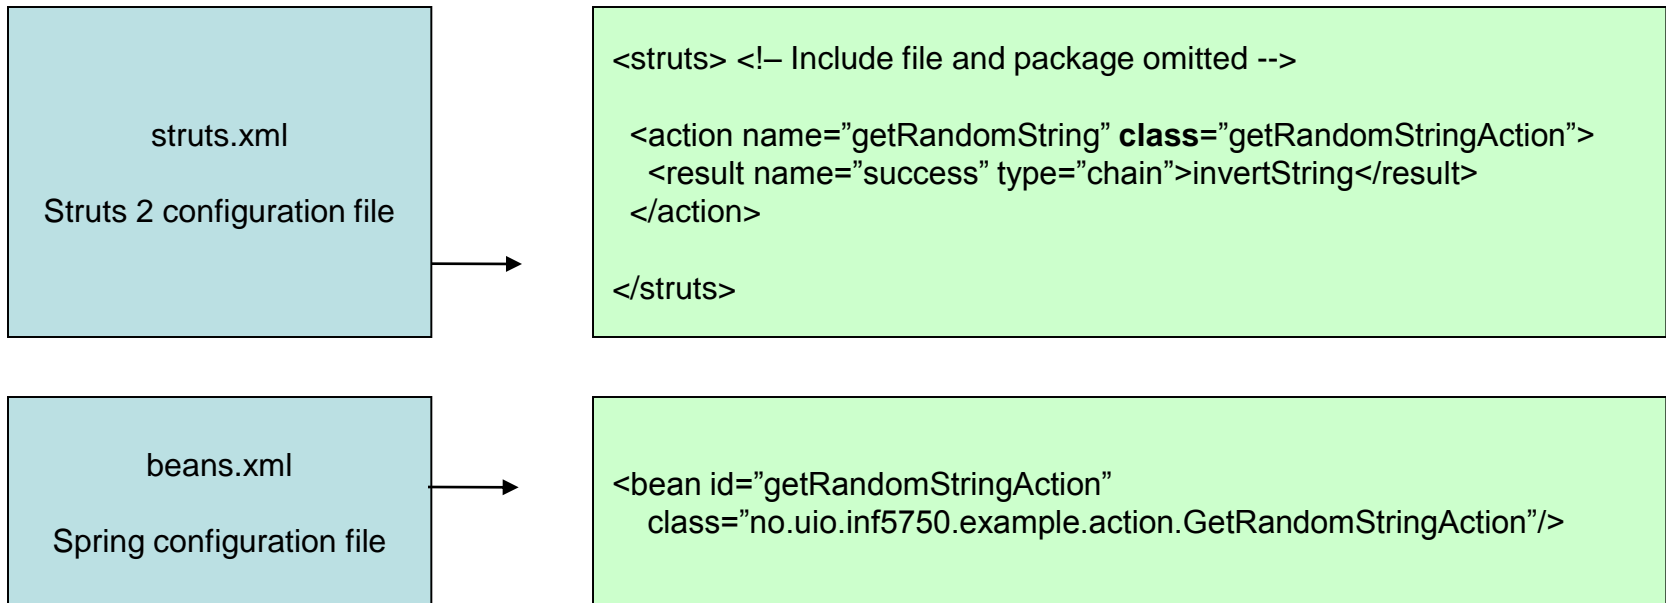 struts.xml
Struts 2 configuration file
<struts> <!– Include file and package omitted -->
<action name=”getRandomString” class=”getRandomStringAction”>
<result name=”success” type=”chain”>invertString</result>
</action>
</struts>
beans.xml
Spring configuration file
<bean id=”getRandomStringAction”
class=”no.uio.inf5750.example.action.GetRandomStringAction”/>